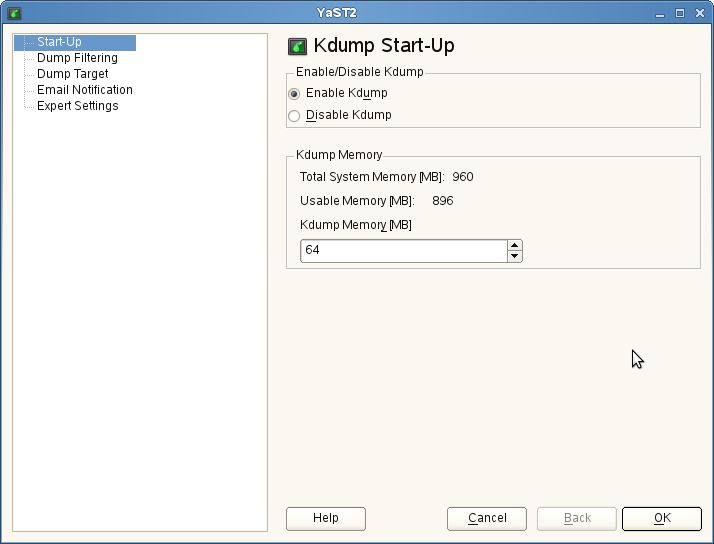 YaST2
Start-Up
Dump Filtering
Dump Target
Email Notification
Expert Settings
Kdump Start-Up
Enable/Disable Kdump
Enable Kdump
Disable Kdump
Kdump Memory
Total System Memory [MB]: 960
Usable Memory [MB]: 896
Kdump Memory [MB]
64
Help Cancel Back OK